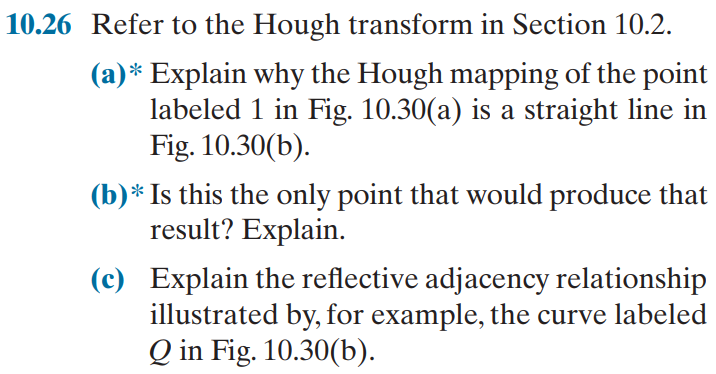 10.26 Refer to the Hough transform in Section 10.2.
(a)* Explain why the Hough mapping of the point
labeled 1 in Fig. 10.30(a) is a straight line in
Fig. 10.30(b).
(b)* Is this the only point that would produce that
result? Explain.
(c) Explain the reflective adjacency relationship
illustrated by, for example, the curve labeled
Q in Fig. 10.30(b).